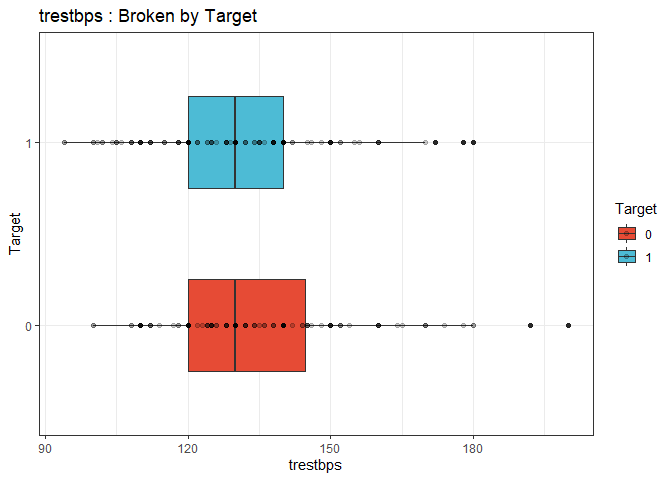 trestbps : Broken by Target
1
0
Target
90 120 150 180
trestbps
Target
0
1